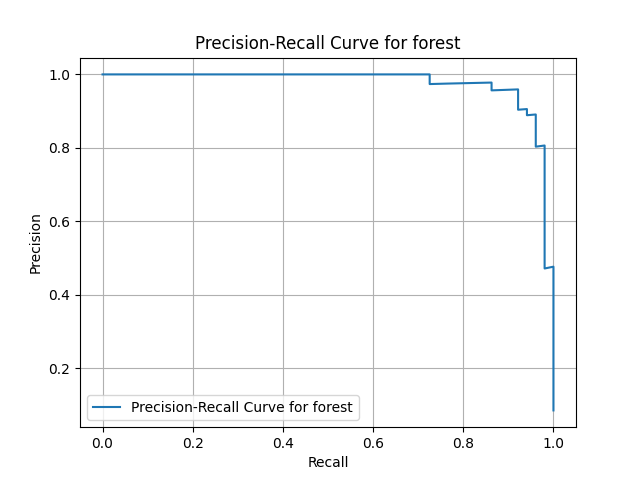 Precision-Recall Curve for forest
1.0
0.8
0.6
0.4
0.2
Precision
Precision-Recall Curve for forest
0.0 0.2 0.4 0.6 0.8 1.0
Recall